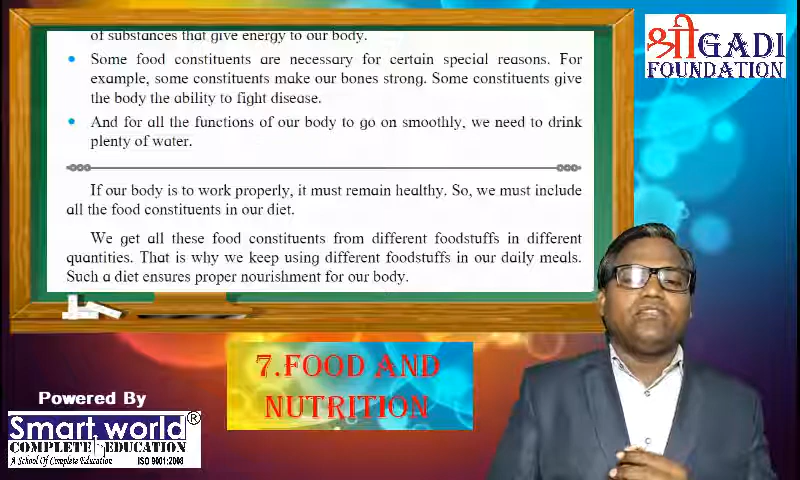 of substances that give energy to our body.
• Some food constituents are necessary for certain special reasons. For
example, some constituents make our bones strong. Some constituents give
the body the ability to fight disease.
• And for all the functions of our body to go on smoothly, we need to drink
plenty of water.
If our body is to work properly, it must remain healthy. So, we must include
all the food constituents in our diet.
We get all these food constituents from different foodstuffs in different
quantities. That is why we keep using different foodstuffs in our daily meals.
Such a diet ensures proper nourishment for our body.
श्रीGADI
FOUNDATION
7.FOOD AND
NUTRITION
Powered By
Smart world®
COMPLETE EDUCATION
A School Of Complete Education ISO 9001:2008